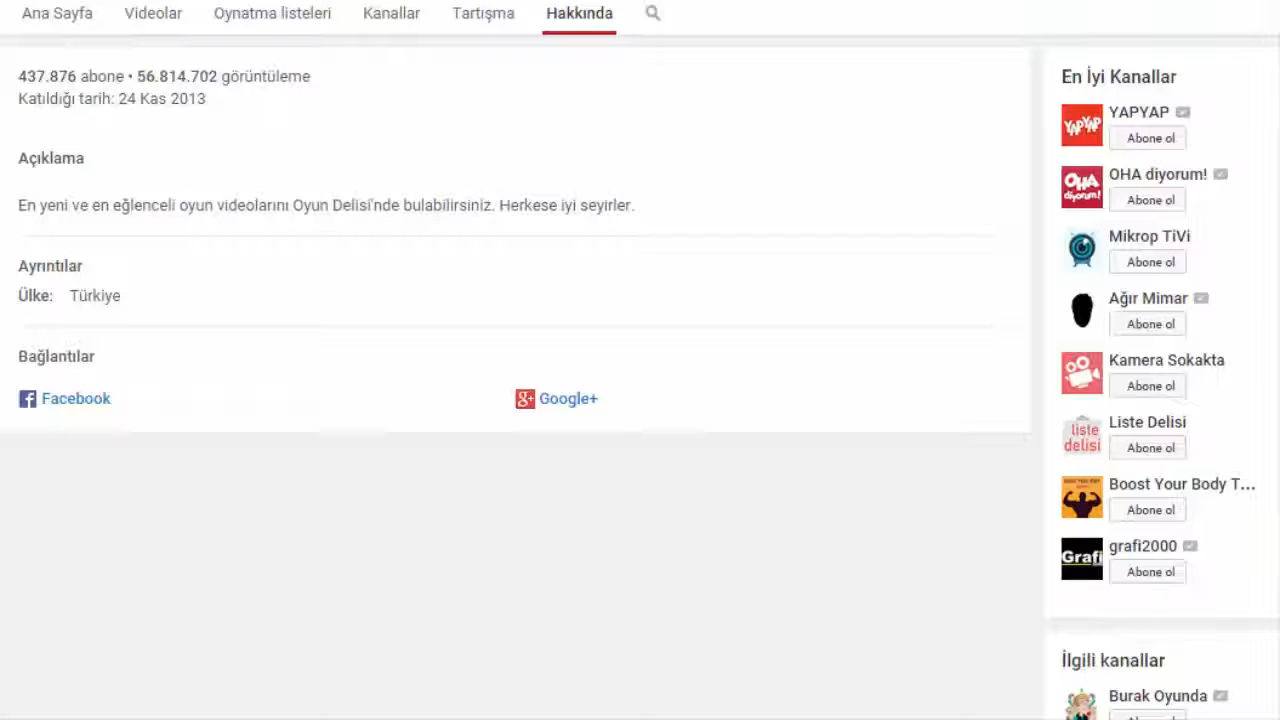 Ana Sayfa Videolar Oynatma listeleri Kanallar Tartışma Hakkında
437.876 abone • 56.814.702 görüntüleme
Katıldığı tarih: 24 Kas 2013
Açıklama
En yeni ve en eğlenceli oyun videolarını Oyun Delisi'nde bulabilirsiniz. Herkese iyi seyirler.
Ayrıntılar
Ülke: Türkiye
Bağlantılar
Facebook Google+
En İyi Kanallar
YAPYAP
YAPYAP
Abone ol
OHA diyorum!
OHA
diyorum!
Abone ol
Mikrop TiVi
Abone ol
Ağır Mimar
Abone ol
Kamera Sokakta
Abone ol
Liste Delisi
liste
delisi
Abone ol
Boost Your Body T...
Abone ol
grafi2000
Grafi
Abone ol
İlgili kanallar
Burak Oyunda